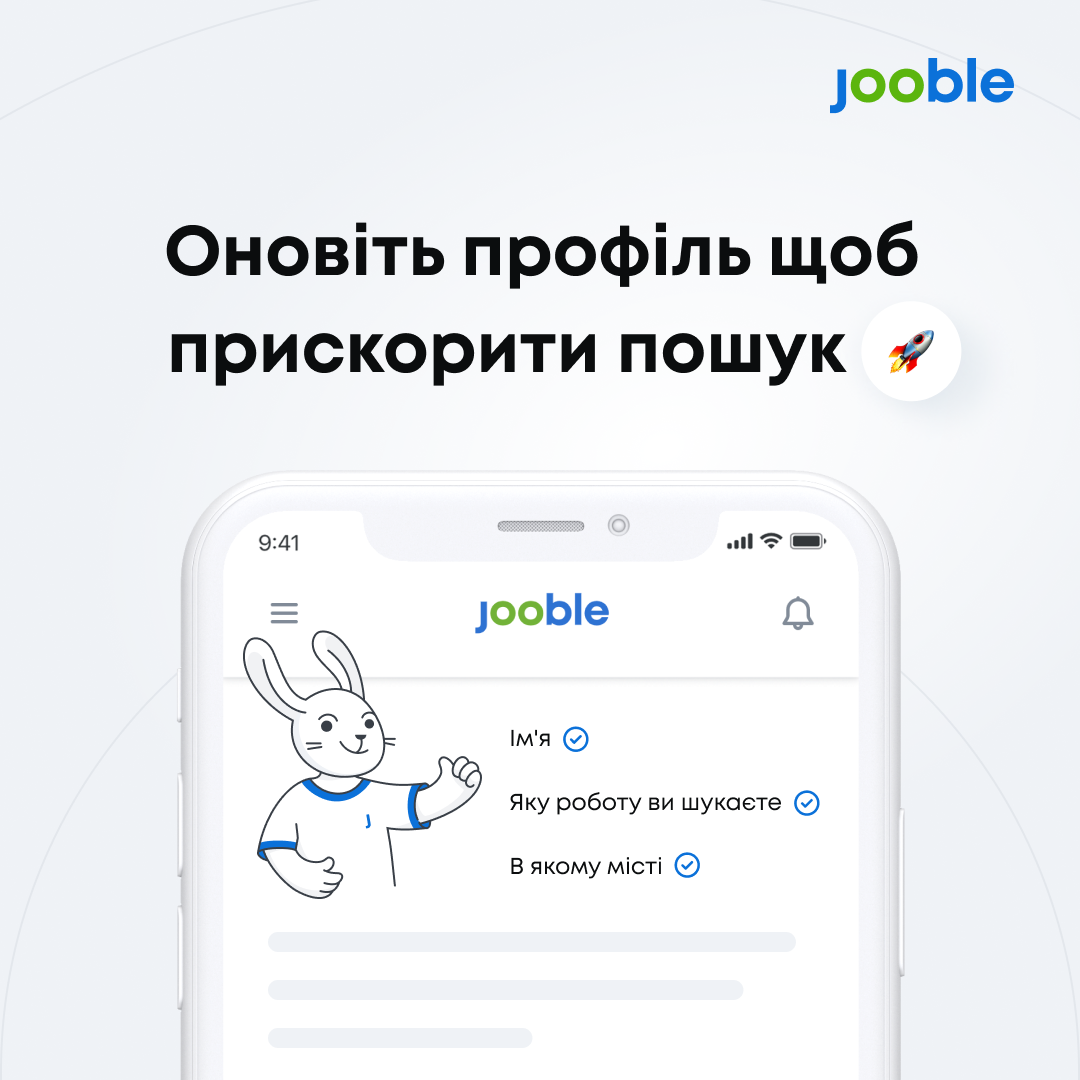 jooble
Оновіть профіль щоб
прискорити пошук
9:41
jooble
Ім'я
Яку роботу ви шукаєте
J
В якому місті